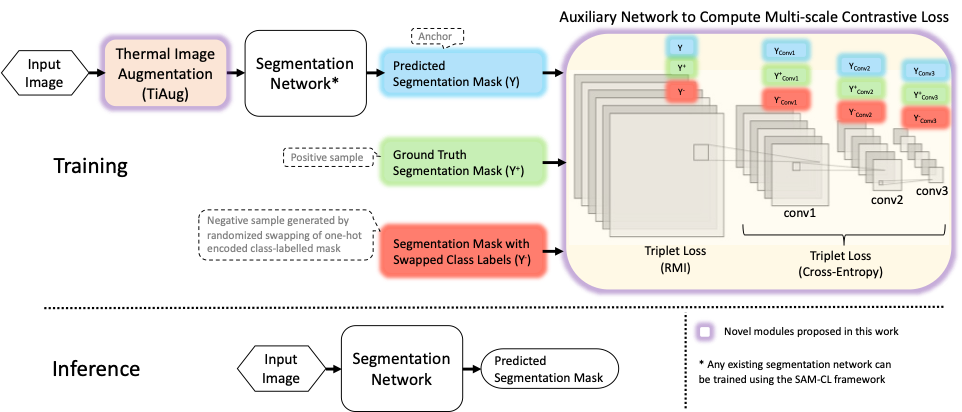 Auxiliary Network to Compute Multi-scale Contrastive Loss
Input
Image
Thermal Image
Augmentation
(TiAug)
Segmentation
Network*
Anchor
Predicted
Segmentation Mask (Y)
Training
Positive sample
Ground Truth
Segmentation Mask (Y⁺)
Negative sample generated by
randomized swapping of one-hot
encoded class-labelled mask
Segmentation Mask with
Swapped Class Labels (Y⁻)
Y
Y⁺
Y⁻
Y Conv1
Y⁺ Conv1
Y⁻ Conv1
Y Conv2
Y⁺ Conv2
Y⁻ Conv2
Y Conv3
Y⁺ Conv3
Y⁻ Conv3
conv1
conv2
conv3
Triplet Loss
(RMI)
Triplet Loss
(Cross-Entropy)
Inference
Input
Image
Segmentation
Network
Predicted
Segmentation Mask
Novel modules proposed in this work
* Any existing segmentation network can
be trained using the SAM-CL framework